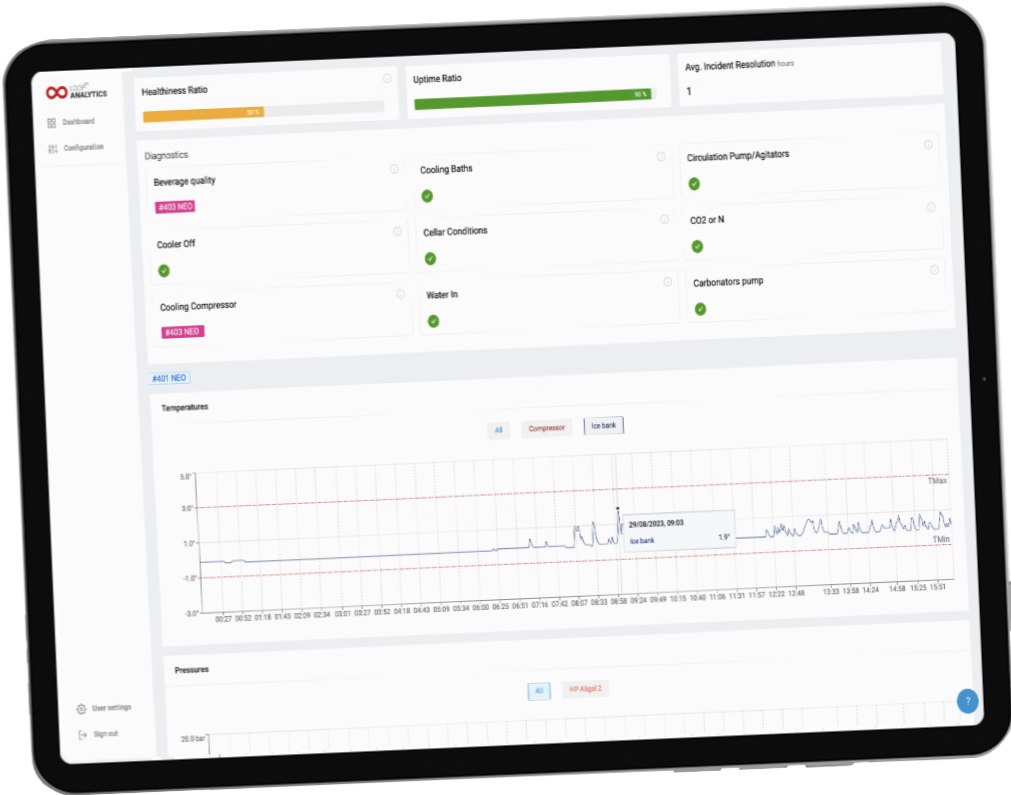 LOOP
ANALYTICS
Dashboard
Configuration
Healthiness Ratio
50 %
Uptime Ratio
90 %
Avg. Incident Resolution hours
1
Diagnostics
Beverage quality
#403 NEO
Cooling Baths
Circulation Pump/Agitators
Cooler Off
Cellar Conditions
CO2 or N
Cooling Compressor
#403 NEO
Water In
Carbonators pump
#401 NEO
Temperatures
All
Compressor
Ice bank
5.0°
3.0°
1.0°
-1.0°
-3.0°
TMax
TMin
29/08/2023, 09:03
Ice bank 1.9°
00:27 00:52 01:18 01:43 02:09 02:34 03:01 03:27 03:52 04:18 04:43 05:09 05:34 06:00 06:25 06:51 07:16 07:42 08:07 08:33 08:58 09:24 09:49 10:15 10:40 11:06 11:31 11:57 12:22 12:48 13:33 13:58 14:24 14:58 15:25 15:51
Pressures
All
HP Aligal 2
20.0 bar
User settings
Sign out
?